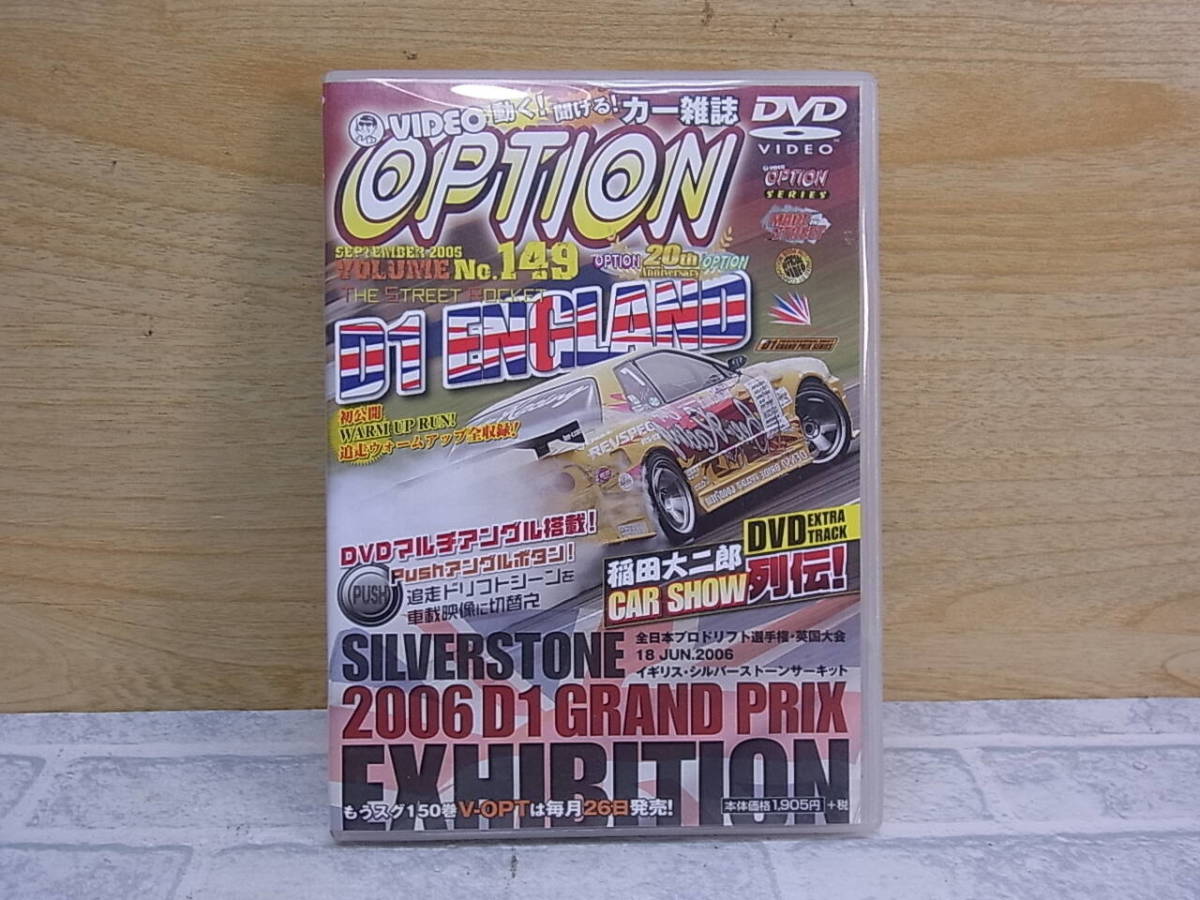 VIDEO 動く！聞ける！カー雑誌
DVD
VIDEO
OPTION
OPTION
SERIES
SEPTEMBER 2006
VOLUME No.149
OPTION 20th Anniversary OPTION
THE STREET ROCKET
D1 ENGLAND
D1 GRAND PRIX SERIES
初公開
WARM UP RUN!
追走ウォームアップ全収録！
REVSPEED
DVDマルチアングル搭載！
Pushアングルボタン！
PUSH
追走ドリフトシーンを
車載映像に切替え
DVD EXTRA TRACK
稲田大二郎
CAR SHOW 列伝！
SILVERSTONE
全日本プロドリフト選手権・英国大会
18 JUN.2006
イギリス・シルバーストーンサーキット
2006 D1 GRAND PRIX
EXHIBITION
もうスグ150巻V-OPTは毎月26日発売！
本体価格1,905円+税